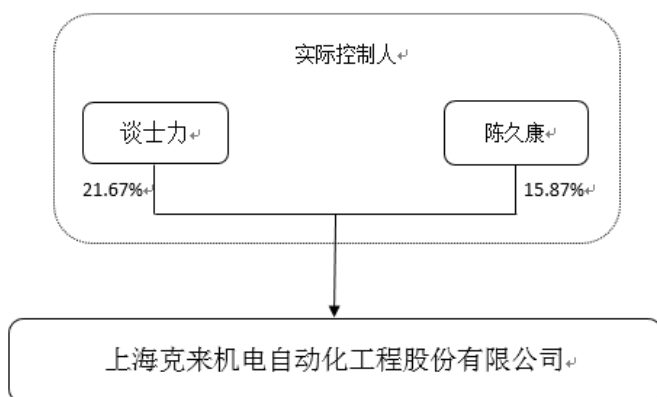 实际控制人
谈士力
陈久康
21.67%
15.87%
上海克来机电自动化工程股份有限公司